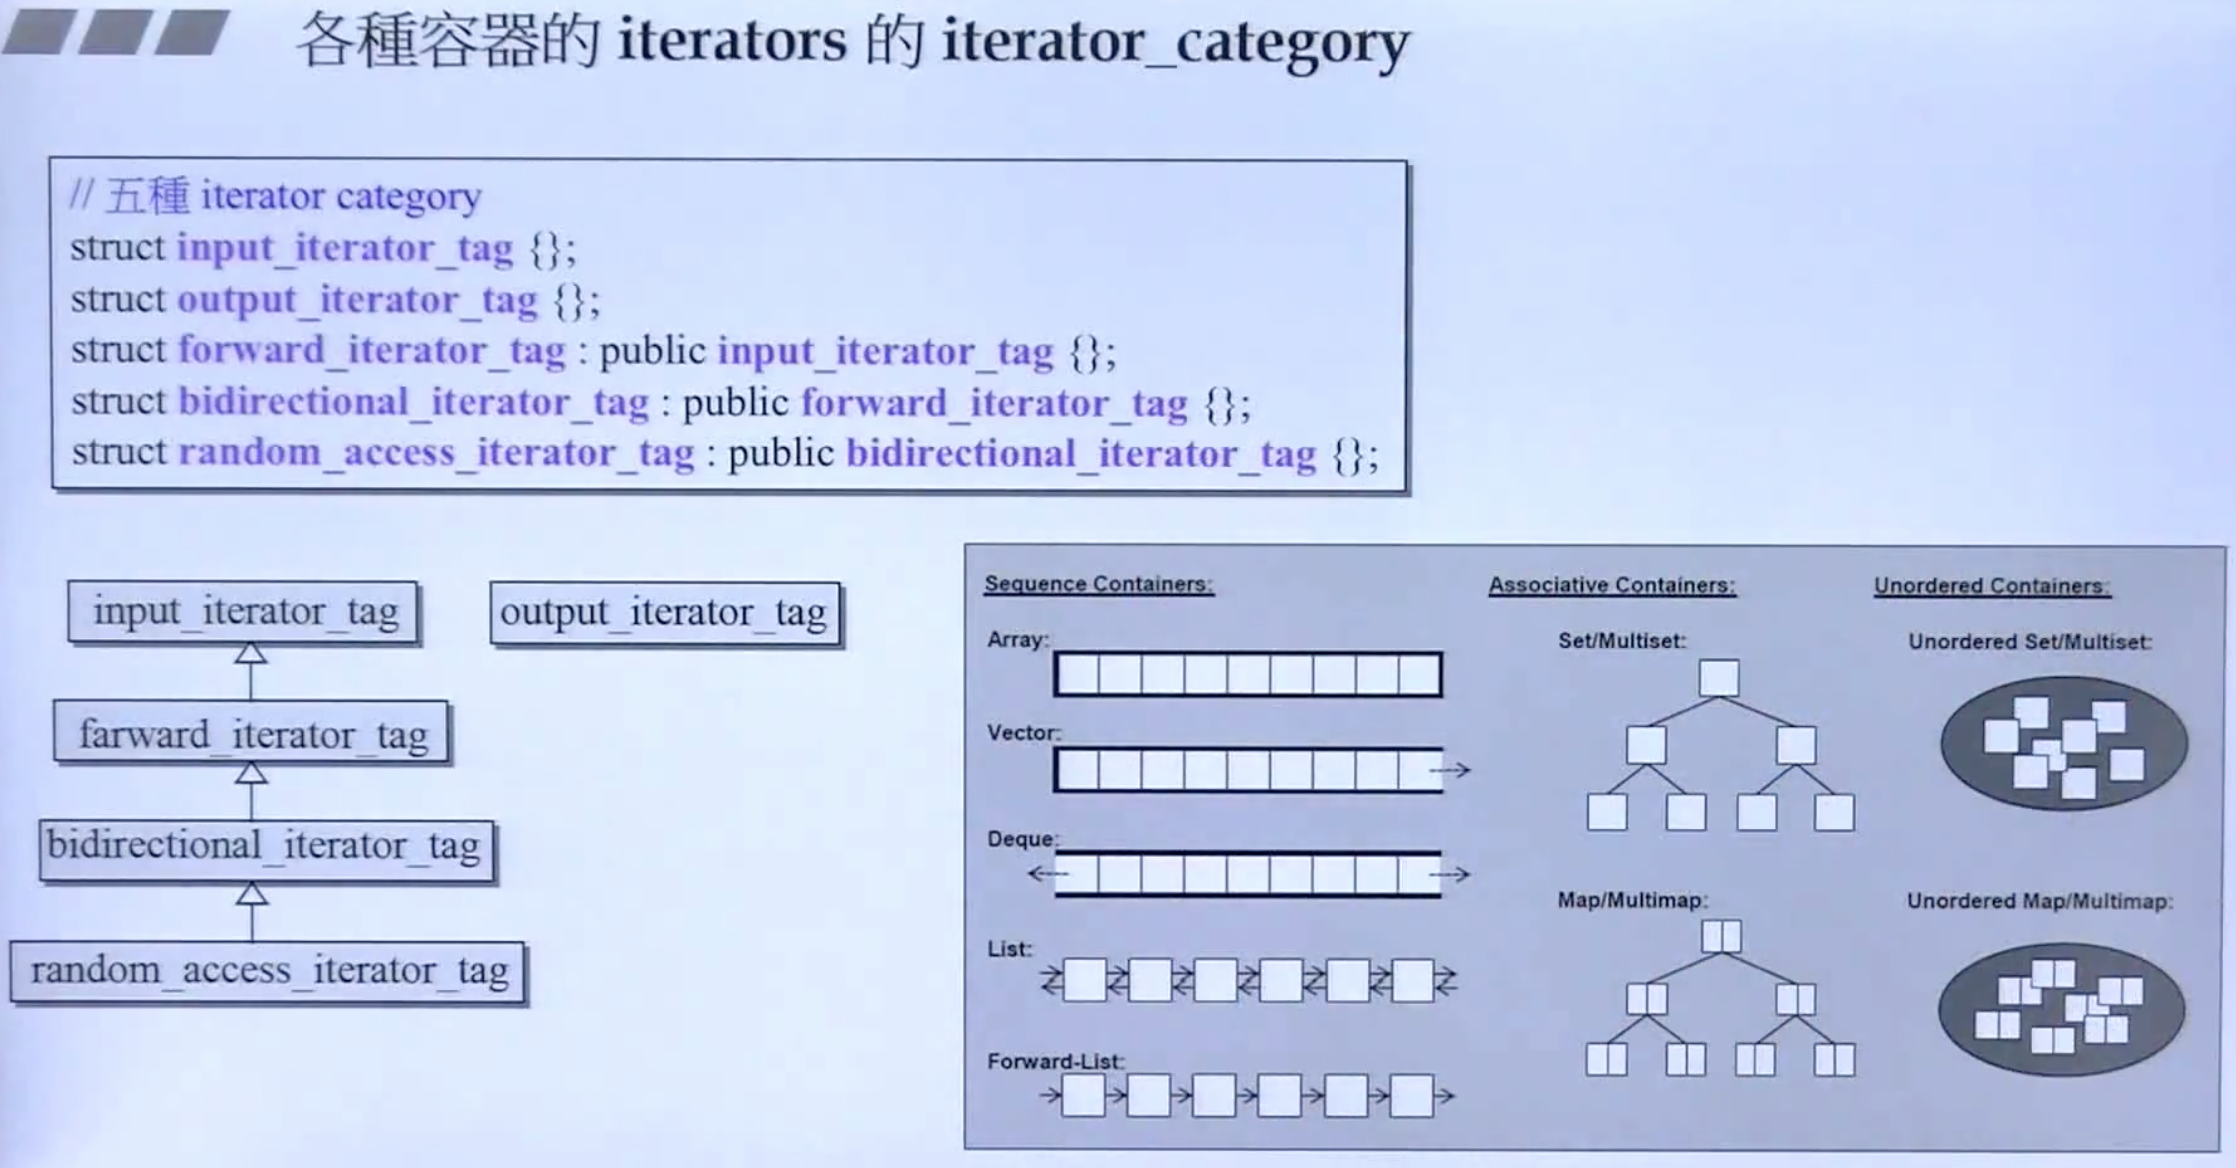 各種容器的 iterators 的 iterator_category
// 五種 iterator category
struct input_iterator_tag {};
struct output_iterator_tag {};
struct forward_iterator_tag : public input_iterator_tag {};
struct bidirectional_iterator_tag : public forward_iterator_tag {};
struct random_access_iterator_tag : public bidirectional_iterator_tag {};
input_iterator_tag
output_iterator_tag
farward_iterator_tag
bidirectional_iterator_tag
random_access_iterator_tag
Sequence Containers:
Array:
Vector:
Deque:
List:
Forward-List:
Associative Containers:
Set/Multiset:
Map/Multimap:
Unordered Containers:
Unordered Set/Multiset:
Unordered Map/Multimap: